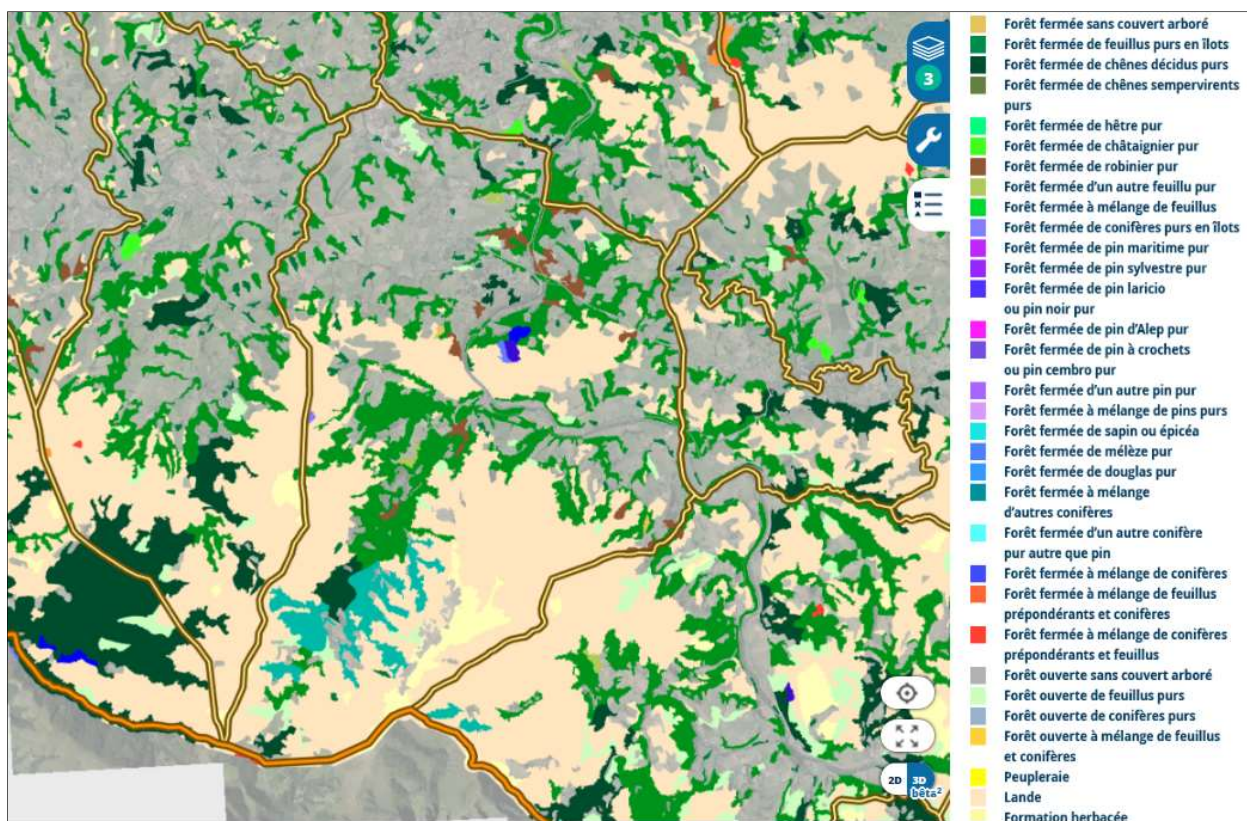 3
2D
3D
bêta²
Forêt fermée sans couvert arboré
Forêt fermée de feuillus purs en îlots
Forêt fermée de chênes décidus purs
Forêt fermée de chênes sempervirents
purs
Forêt fermée de hêtre pur
Forêt fermée de châtaignier pur
Forêt fermée de robinier pur
Forêt fermée d'un autre feuillu pur
Forêt fermée à mélange de feuillus
Forêt fermée de conifères purs en îlots
Forêt fermée de pin maritime pur
Forêt fermée de pin sylvestre pur
Forêt fermée de pin laricio
ou pin noir pur
Forêt fermée de pin d'Alep pur
Forêt fermée de pin à crochets
ou pin cembro pur
Forêt fermée d'un autre pin pur
Forêt fermée à mélange de pins purs
Forêt fermée de sapin ou épicéa
Forêt fermée de mélèze pur
Forêt fermée de douglas pur
Forêt fermée à mélange
d'autres conifères
Forêt fermée d'un autre conifère
pur autre que pin
Forêt fermée à mélange de conifères
Forêt fermée à mélange de feuillus
prépondérants et conifères
Forêt fermée à mélange de conifères
prépondérants et feuillus
Forêt ouverte sans couvert arboré
Forêt ouverte de feuillus purs
Forêt ouverte de conifères purs
Forêt ouverte à mélange de feuillus
et conifères
Peupleraie
Lande
Formation herbacée